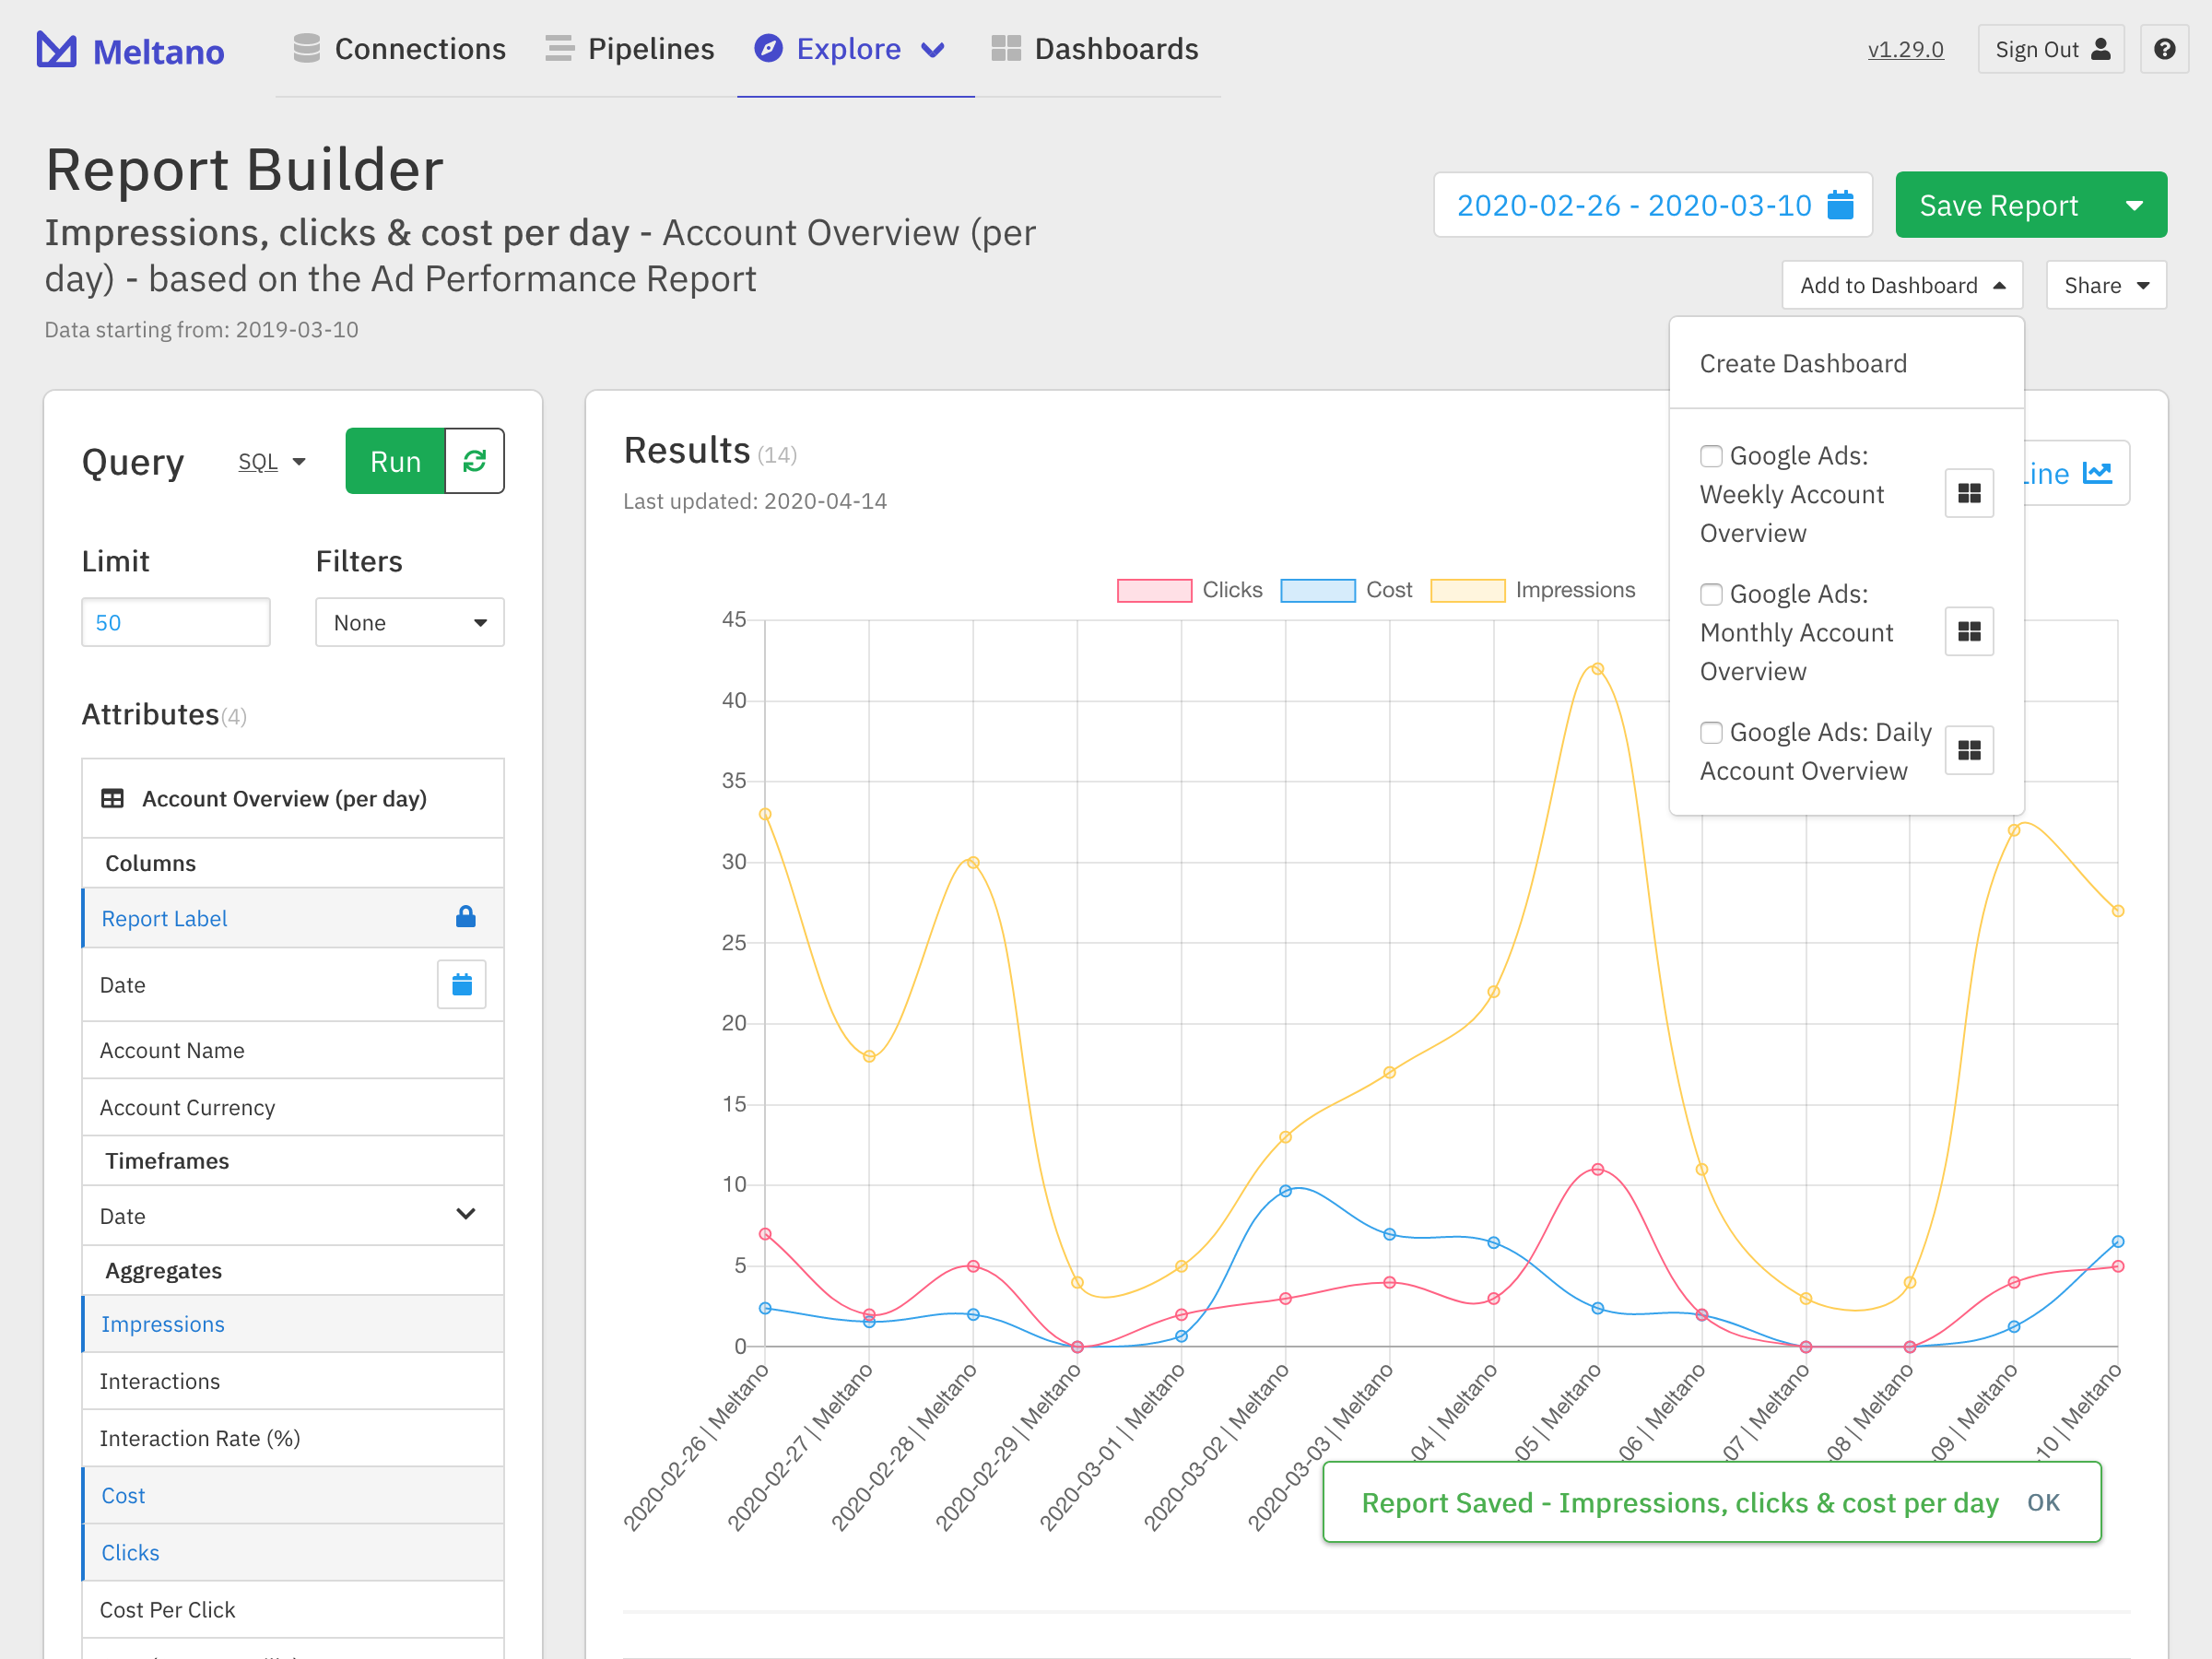 Meltano
Connections
Pipelines
Explore
Dashboards
v1.29.0
Sign Out
Report Builder
Impressions, clicks & cost per day - Account Overview (per
day) - based on the Ad Performance Report
Data starting from: 2019-03-10
2020-02-26 - 2020-03-10
Save Report
Add to Dashboard
Share
Create Dashboard
Google Ads:
Weekly Account
Overview
Google Ads:
Monthly Account
Overview
Google Ads: Daily
Account Overview
Query
SQL
Run
Limit
Filters
50
None
Attributes(4)
Account Overview (per day)
Columns
Report Label
Date
Account Name
Account Currency
Timeframes
Date
Aggregates
Impressions
Interactions
Interaction Rate (%)
Cost
Clicks
Cost Per Click
Results (14)
Last updated: 2020-04-14
Line
Clicks
Cost
Impressions
45
40
35
30
25
20
15
10
5
0
2020-02-26 | Meltano
2020-02-27 | Meltano
2020-02-28 | Meltano
2020-02-29 | Meltano
2020-03-01 | Meltano
2020-03-02 | Meltano
2020-03-03 | Meltano
-04 | Meltano
-05 | Meltano
-06 | Meltano
-07 | Meltano
-08 | Meltano
-09 | Meltano
-10 | Meltano
Report Saved - Impressions, clicks & cost per day
OK